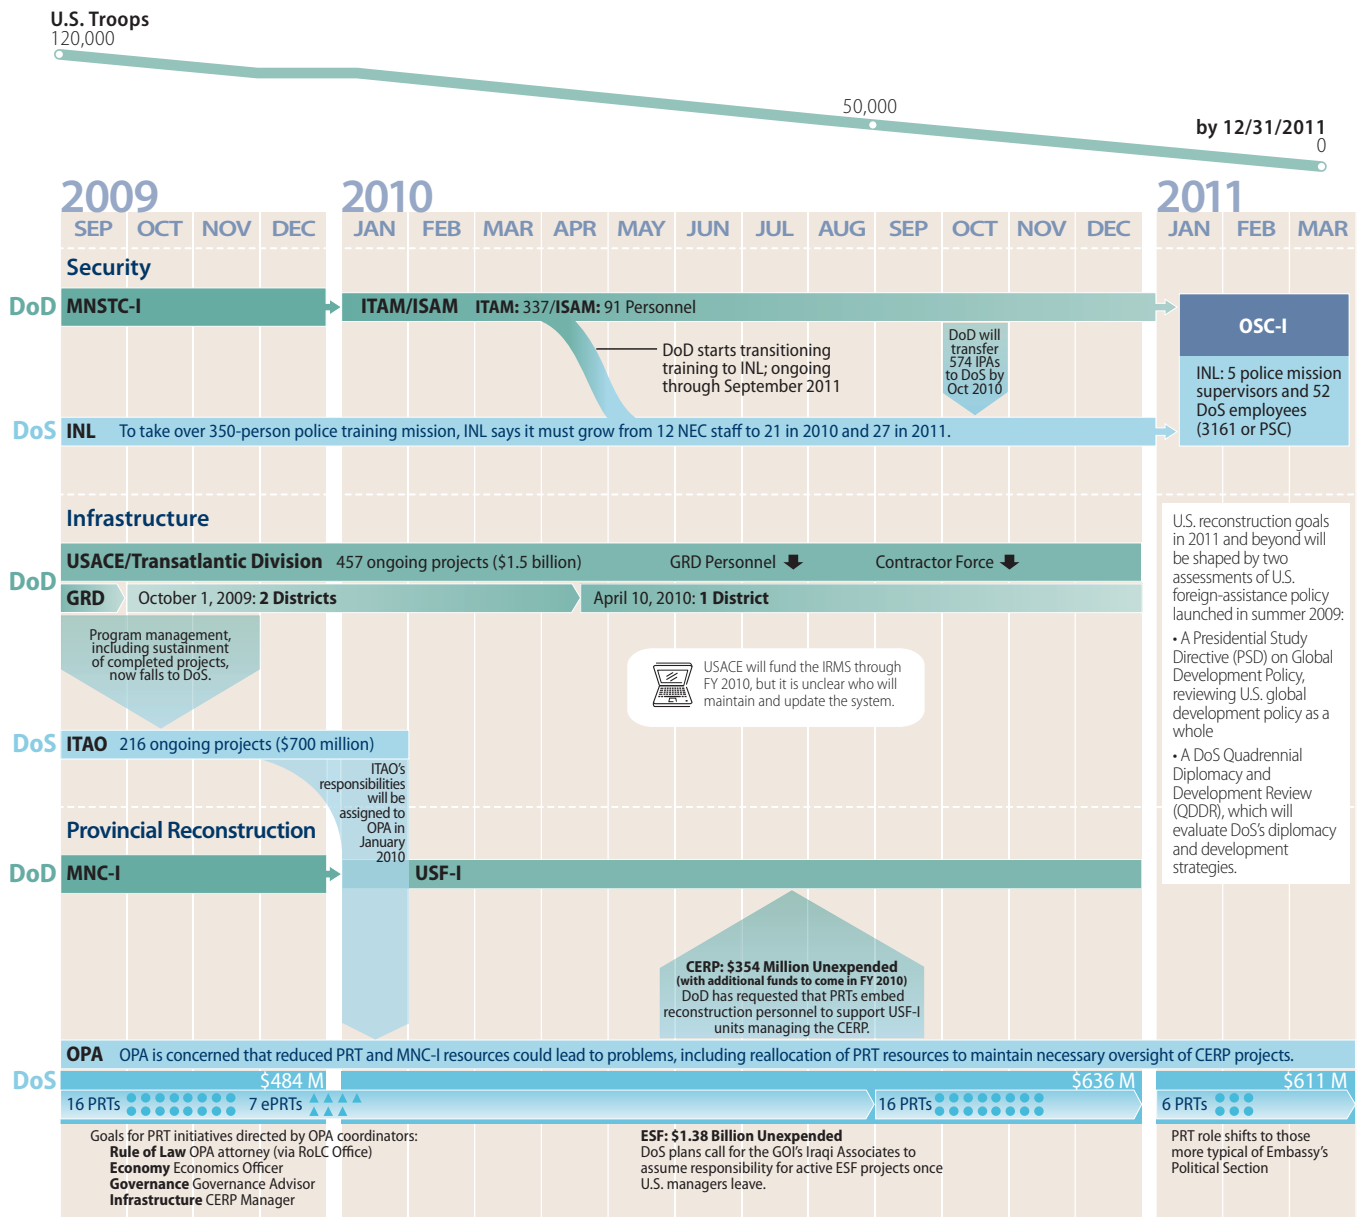 U.S. Troops
120,000
50,000
by 12/31/2011
0
2009
2010
2011
SEP OCT NOV DEC JAN FEB MAR APR MAY JUN JUL AUG SEP OCT NOV DEC JAN FEB MAR
Security
DoD MNSTC-I
ITAM/ISAM ITAM: 337/ISAM: 91 Personnel
OSC-I
DoD starts transitioning
training to INL; ongoing
through September 2011
DoD will
transfer
574 IPAs
to DoS by
Oct 2010
INL: 5 police mission
supervisors and 52
DoS employees
(3161 or PSC)
DoS INL To take over 350-person police training mission, INL says it must grow from 12 NEC staff to 21 in 2010 and 27 in 2011.
Infrastructure
DoD
USACE/Transatlantic Division 457 ongoing projects ($1.5 billion) GRD Personnel Contractor Force
GRD October 1, 2009: 2 Districts April 10, 2010: 1 District
Program management,
including sustainment
of completed projects,
now falls to DoS.
USACE will fund the IRMS through
FY 2010, but it is unclear who will
maintain and update the system.
U.S. reconstruction goals
in 2011 and beyond will
be shaped by two
assessments of U.S.
foreign-assistance policy
launched in summer 2009:
• A Presidential Study
Directive (PSD) on Global
Development Policy,
reviewing U.S. global
development policy as a
whole
• A DoS Quadrennial
Diplomacy and
Development Review
(QDDR), which will
evaluate DoS's diplomacy
and development
strategies.
DoS ITAO 216 ongoing projects ($700 million)
ITAO's
responsibilities
will be
assigned to
OPA in
January
2010
Provincial Reconstruction
DoD MNC-I
USF-I
CERP: $354 Million Unexpended
(with additional funds to come in FY 2010)
DoD has requested that PRTs embed
reconstruction personnel to support USF-I
units managing the CERP.
OPA OPA is concerned that reduced PRT and MNC-I resources could lead to problems, including reallocation of PRT resources to maintain necessary oversight of CERP projects.
DoS
$484 M
$636 M
$611 M
16 PRTs 7 ePRTs
16 PRTs
6 PRTs
Goals for PRT initiatives directed by OPA coordinators:
Rule of Law OPA attorney (via RoLC Office)
Economy Economics Officer
Governance Governance Advisor
Infrastructure CERP Manager
ESF: $1.38 Billion Unexpended
DoS plans call for the GOI's Iraqi Associates to
assume responsibility for active ESF projects once
U.S. managers leave.
PRT role shifts to those
more typical of Embassy's
Political Section